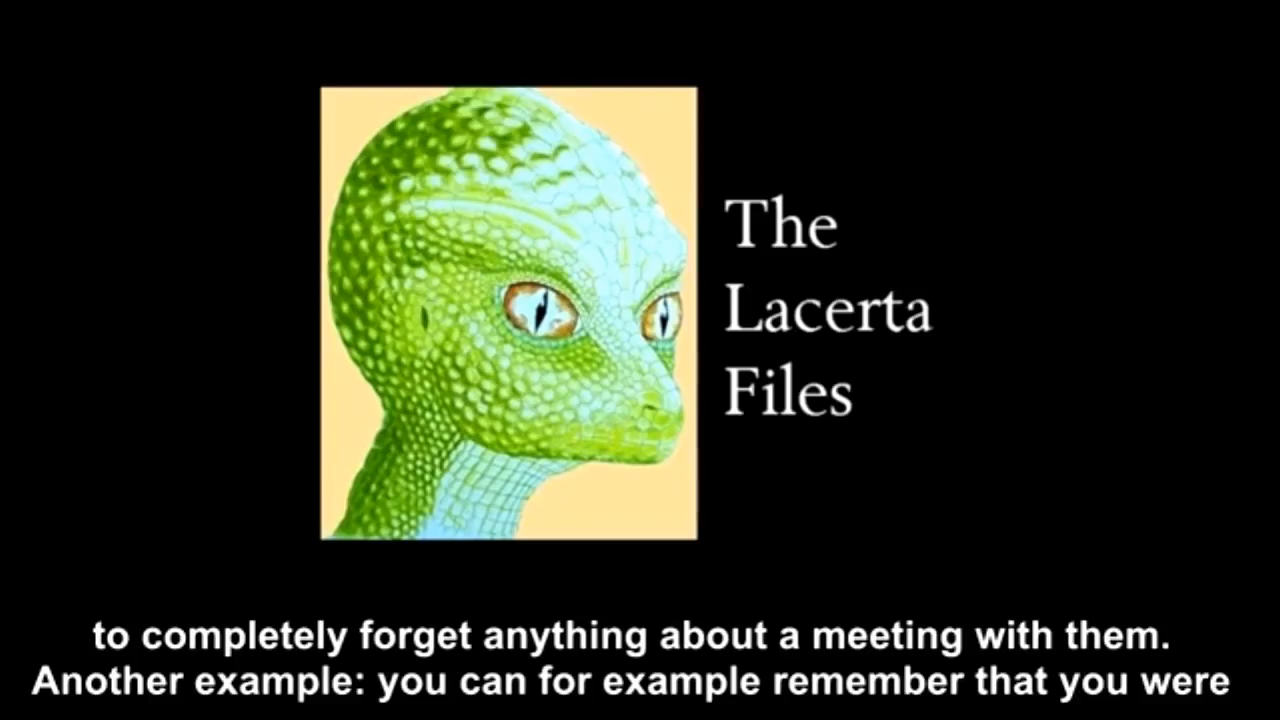 The
Lacerta
Files
to completely forget anything about a meeting with them.
Another example: you can for example remember that you were